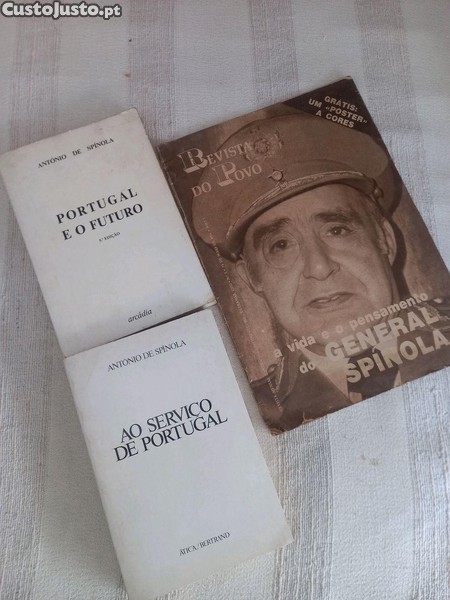 CustoJusto.pt
ANTÓNIO DE SPÍNOLA
PORTUGAL
E O FUTURO
arcádia
REVISTA
DO POVO
GRÁTIS:
UM «POSTER»
A CORES
a vida e o pensamento
do GENERAL
SPÍNOLA
ANTÓNIO DE SPÍNOLA
AO SERVIÇO
DE PORTUGAL
ÁTICA/BERTRAND